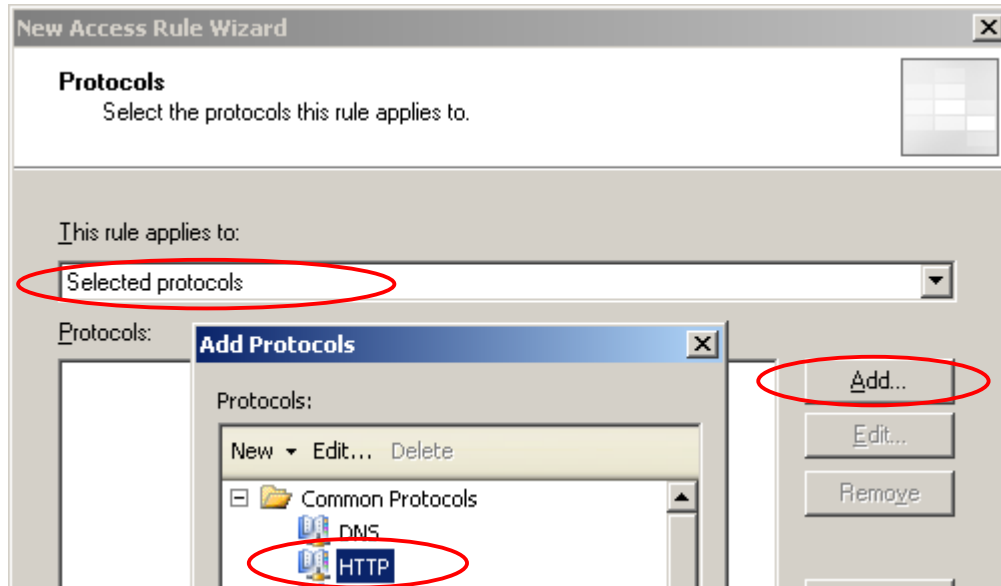 New Access Rule Wizard
Protocols
Select the protocols this rule applies to.
This rule applies to:
Selected protocols
Protocols:
Add Protocols
Add...
Protocols:
Edit...
New Edit... Delete
Remove
Common Protocols
DNS
HTTP